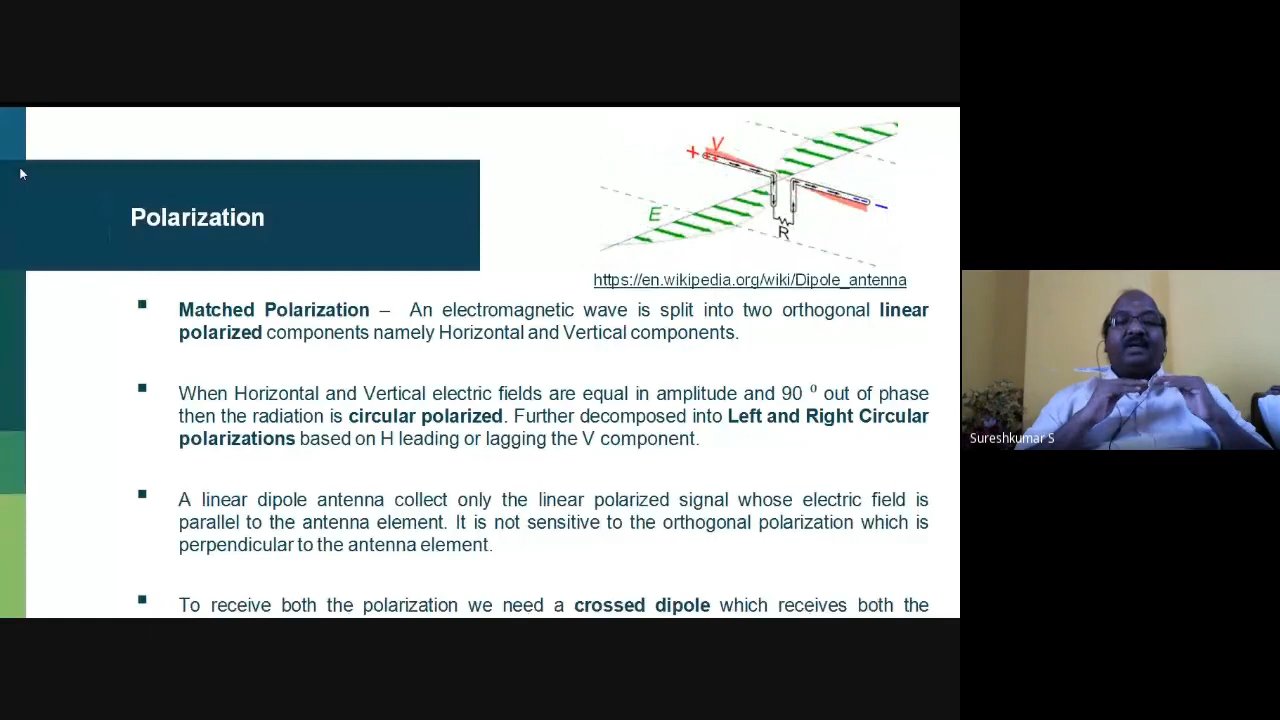 + V
E
R
–
Polarization
https://en.wikipedia.org/wiki/Dipole_antenna
▪ Matched Polarization – An electromagnetic wave is split into two orthogonal linear
polarized components namely Horizontal and Vertical components.
▪ When Horizontal and Vertical electric fields are equal in amplitude and 90 ⁰ out of phase
then the radiation is circular polarized. Further decomposed into Left and Right Circular
polarizations based on H leading or lagging the V component.
▪ A linear dipole antenna collect only the linear polarized signal whose electric field is
parallel to the antenna element. It is not sensitive to the orthogonal polarization which is
perpendicular to the antenna element.
▪ To receive both the polarization we need a crossed dipole which receives both the
Sureshkumar S